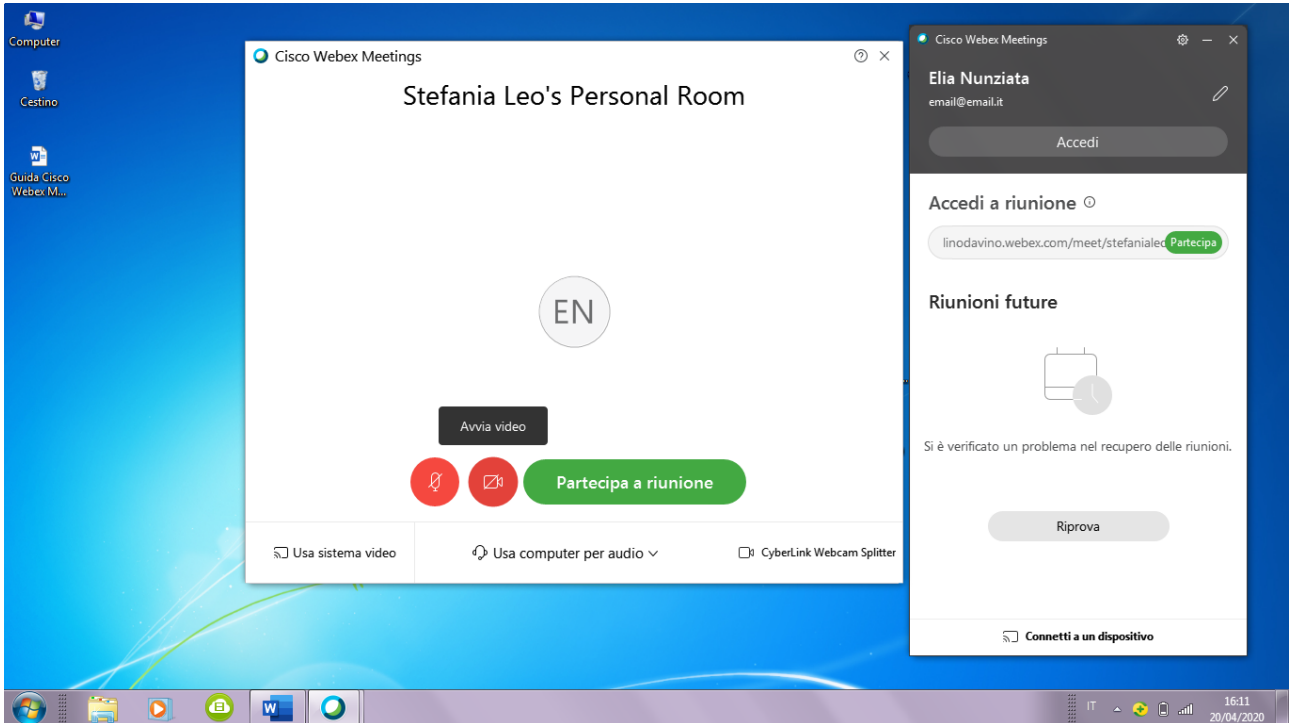 Computer
Cestino
Guida Cisco
Webex M...
Cisco Webex Meetings
Stefania Leo's Personal Room
EN
Avvia video
Partecipa a riunione
Usa sistema video
Usa computer per audio
CyberLink Webcam Splitter
Cisco Webex Meetings
Elia Nunziata
email@email.it
Accedi
Accedi a riunione
linodavino.webex.com/meet/stefanialeo
Partecipa
Riunioni future
Si è verificato un problema nel recupero delle riunioni.
Riprova
Connetti a un dispositivo
IT
16:11
20/04/2020